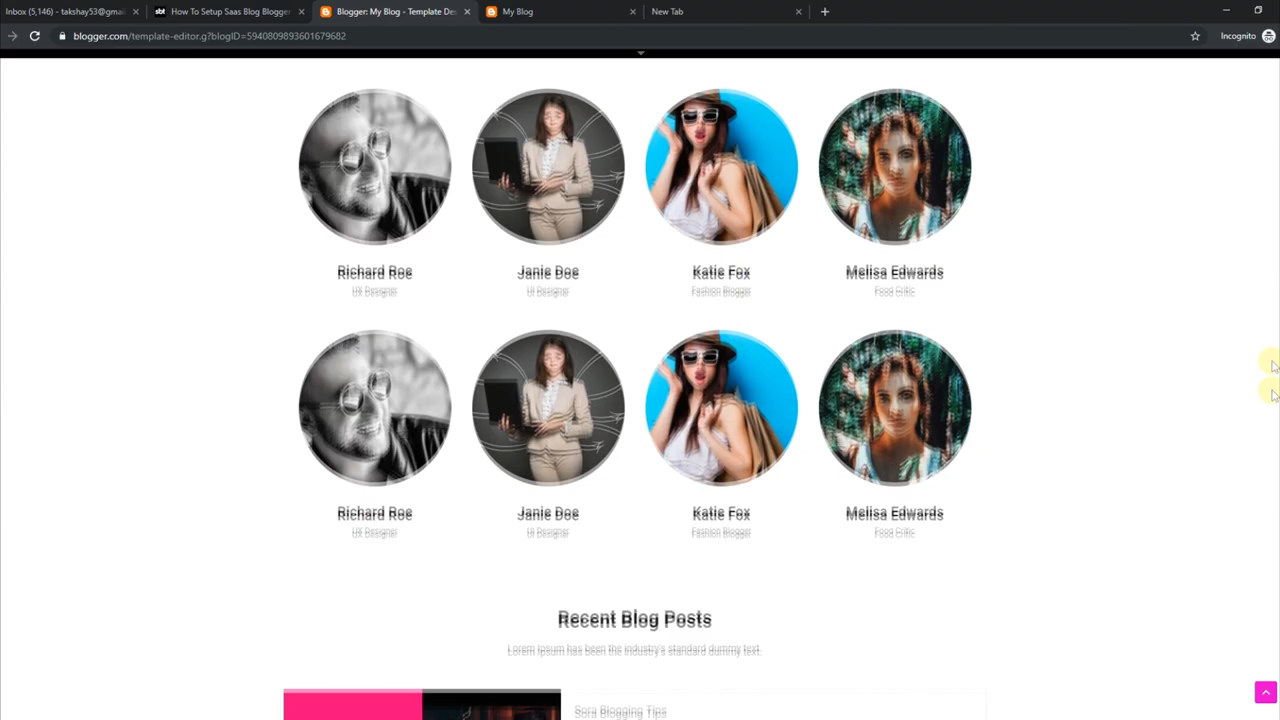 Inbox (5,146) - takshay53@gmai
How To Setup Saas Blog Blogger
Blogger: My Blog - Template Des
My Blog
New Tab
blogger.com/template-editor.g?blogID=5940809893601679682
Incognito
Richard Roe
Janie Doe
Katie Fox
Melisa Edwards
UX Designer
UI Designer
Fashion Blogger
Food Critic
Richard Roe
Janie Doe
Katie Fox
Melisa Edwards
UX Designer
UI Designer
Fashion Blogger
Food Critic
Recent Blog Posts
Lorem Ipsum has been the industry's standard dummy text.
Sora Blogging Tips